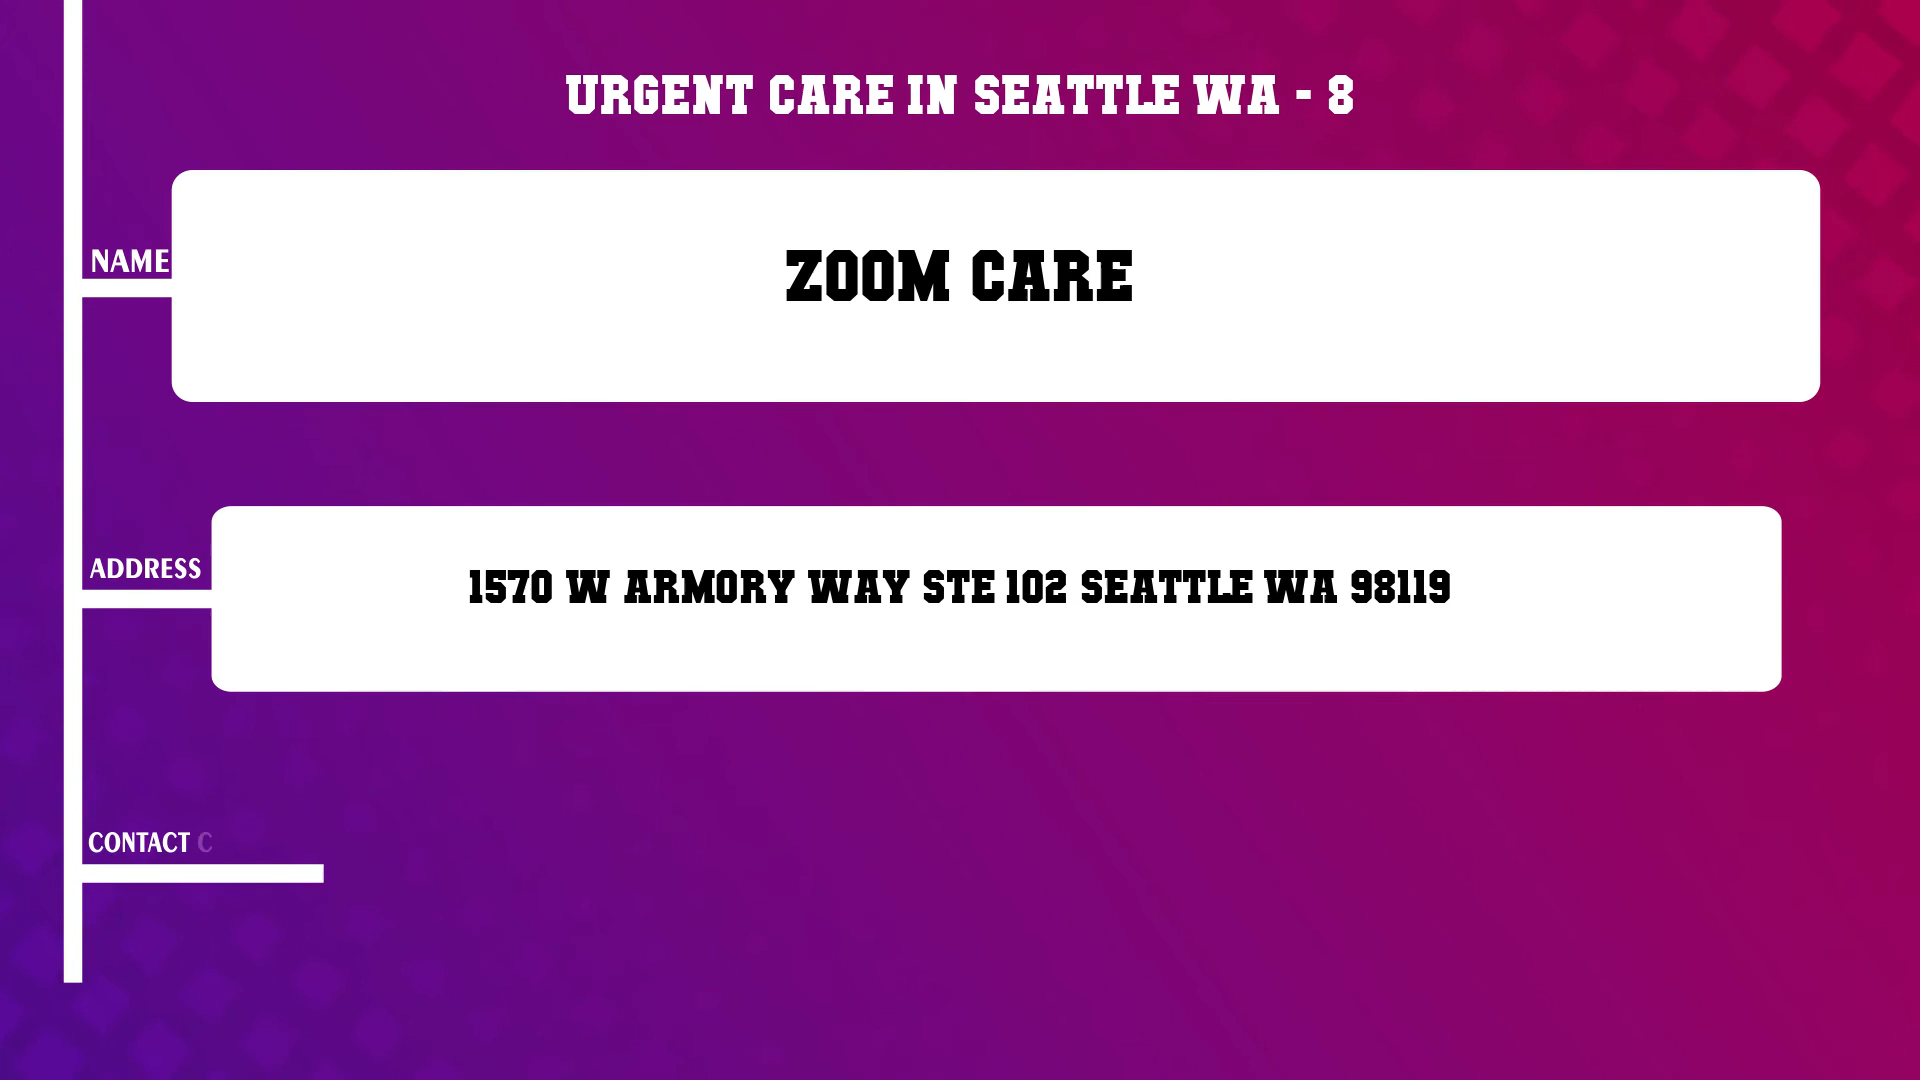 URGENT CARE IN SEATTLE WA - 8
NAME
ZOOM CARE
ADDRESS
1570 W ARMORY WAY STE 102 SEATTLE WA 98119
CONTACT C